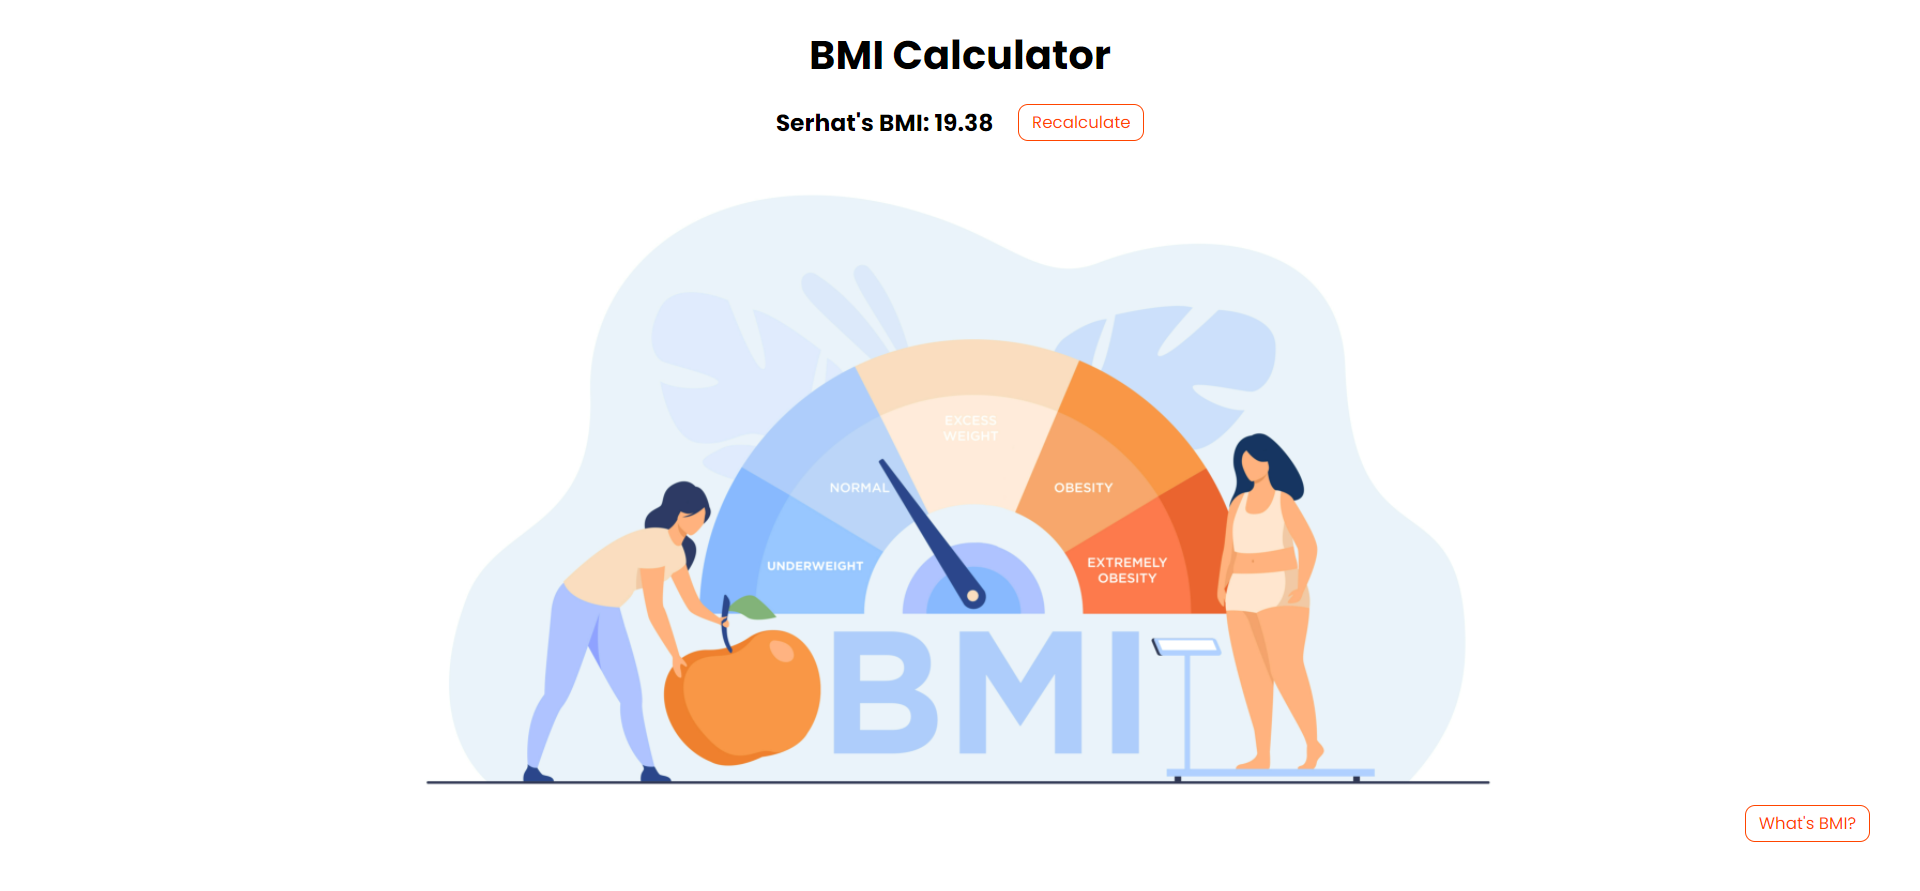 BMI Calculator
Serhat's BMI: 19.38
Recalculate
EXCESS
WEIGHT
NORMAL
OBESITY
UNDERWEIGHT
EXTREMELY
OBESITY
BMI
What's BMI?